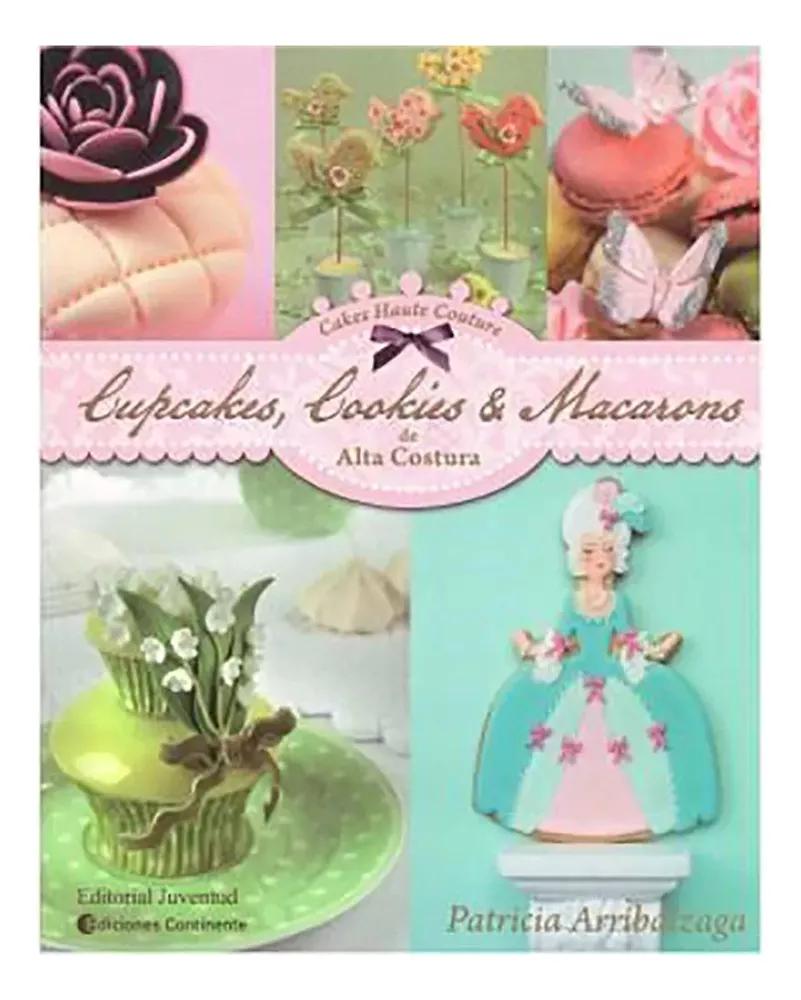 Cakes Haute Couture
Cupcakes, Cookies & Macarons
de
Alta Costura
Editorial Juventud
Ediciones Continente
Patricia Arribalzaga